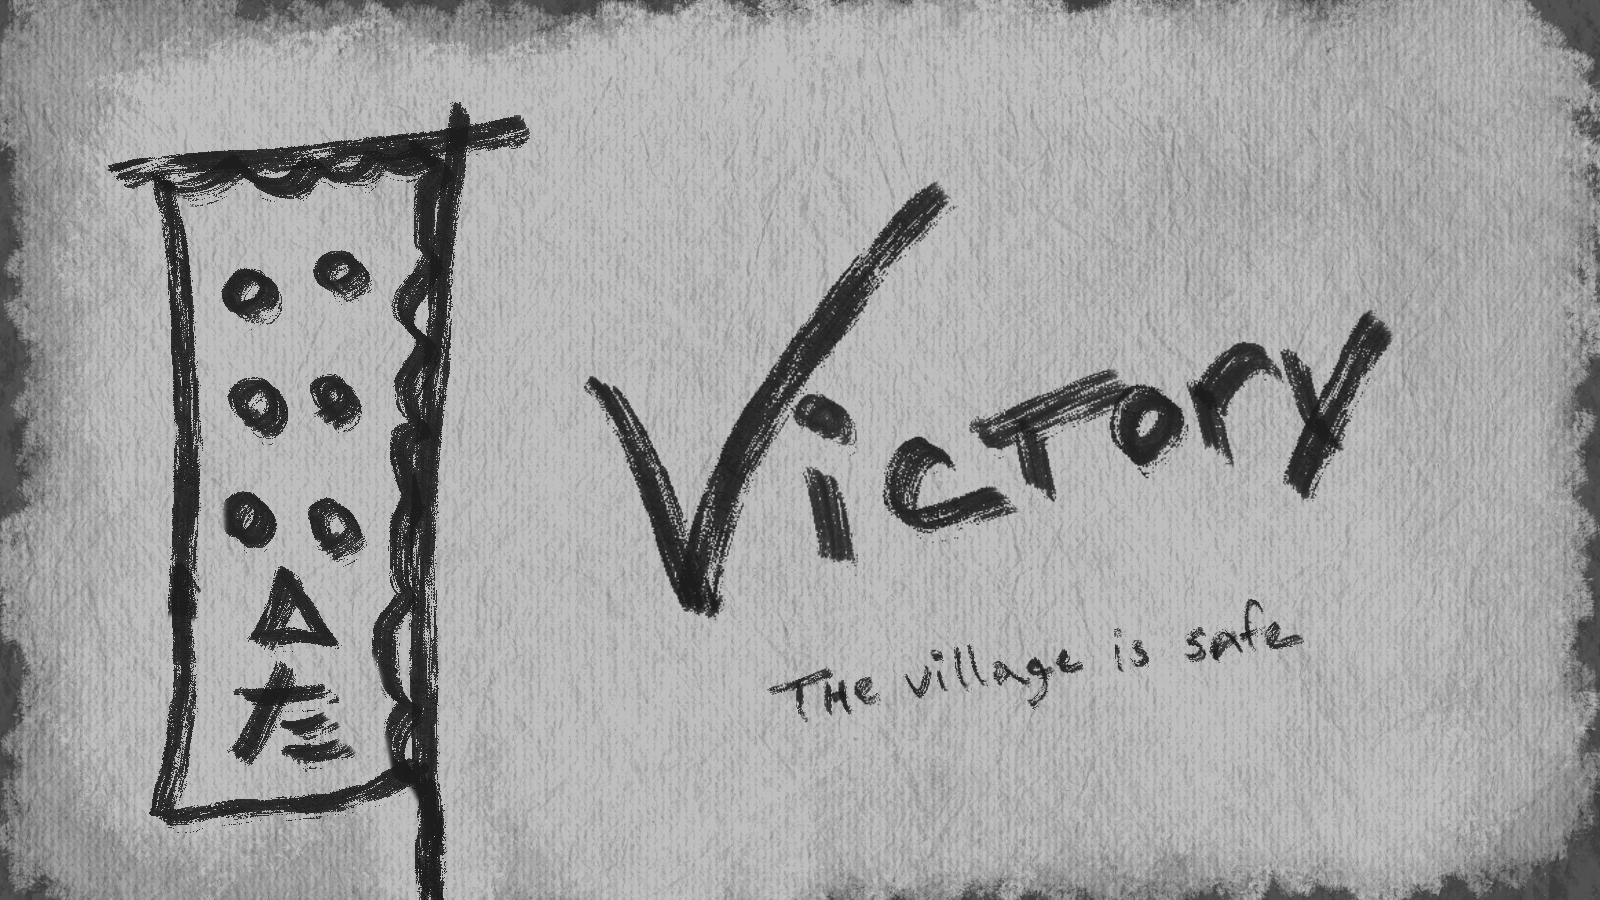 た
Victory
The village is safe